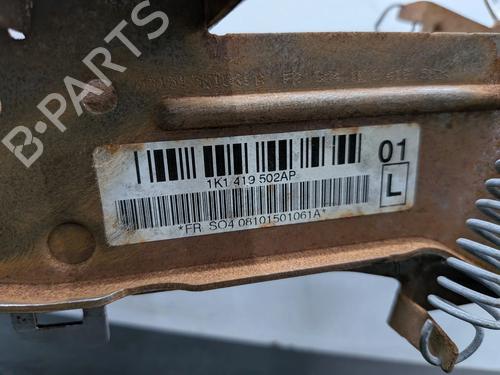 B-PARTS
1K1 419 502AP
01
L
*FR SO4 08101501061A*